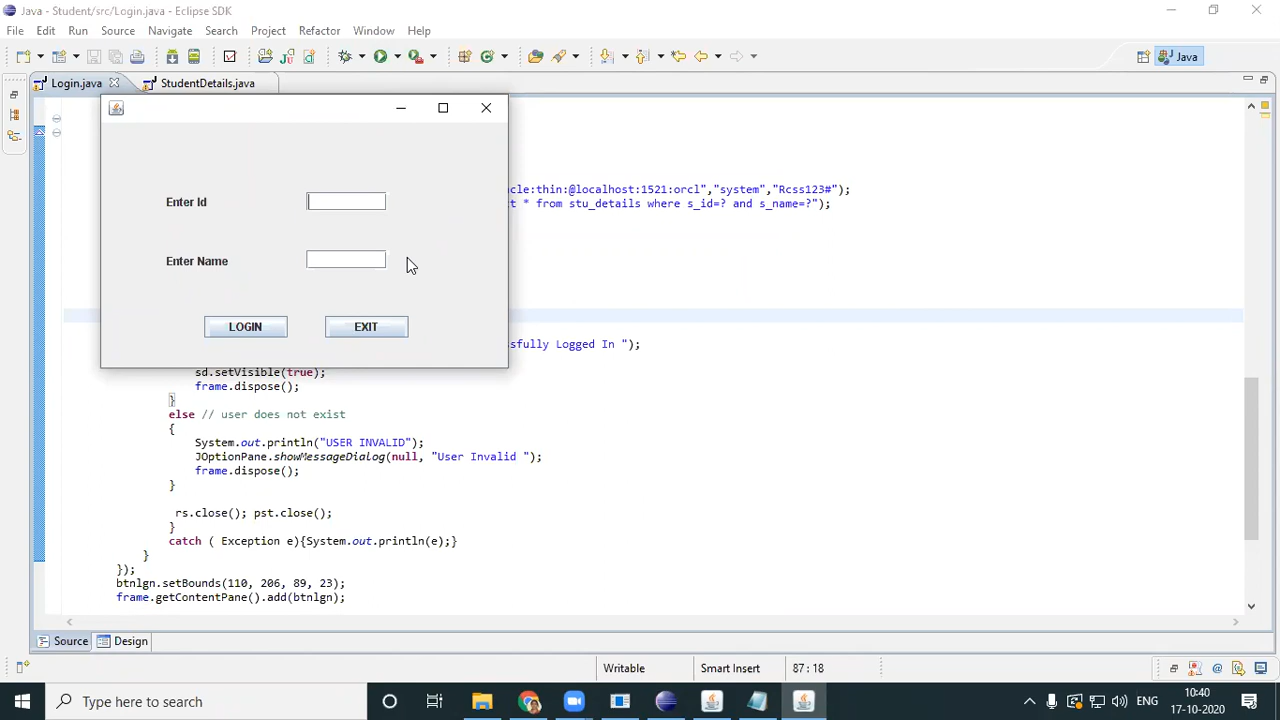 Java - Student/src/Login.java - Eclipse SDK
File Edit Run Source Navigate Search Project Refactor Window Help
Java
Login.java StudentDetails.java
cle:thin:@localhost:1521:orcl","system","Rcss123#");
Enter Id
ct * from stu_details where s_id=? and s_name=?");
Enter Name
LOGIN EXIT
ssfully Logged In ");
sd.setVisible(true);
frame.dispose();
}
else // user does not exist
{
System.out.println("USER INVALID");
JOptionPane.showMessageDialog(null, "User Invalid ");
frame.dispose();
}
rs.close(); pst.close();
}
catch ( Exception e){System.out.println(e);}
}
});
btnlgn.setBounds(110, 206, 89, 23);
frame.getContentPane().add(btnlgn);
Source Design
Writable Smart Insert 87 : 18
Type here to search
ENG
10:40
17-10-2020